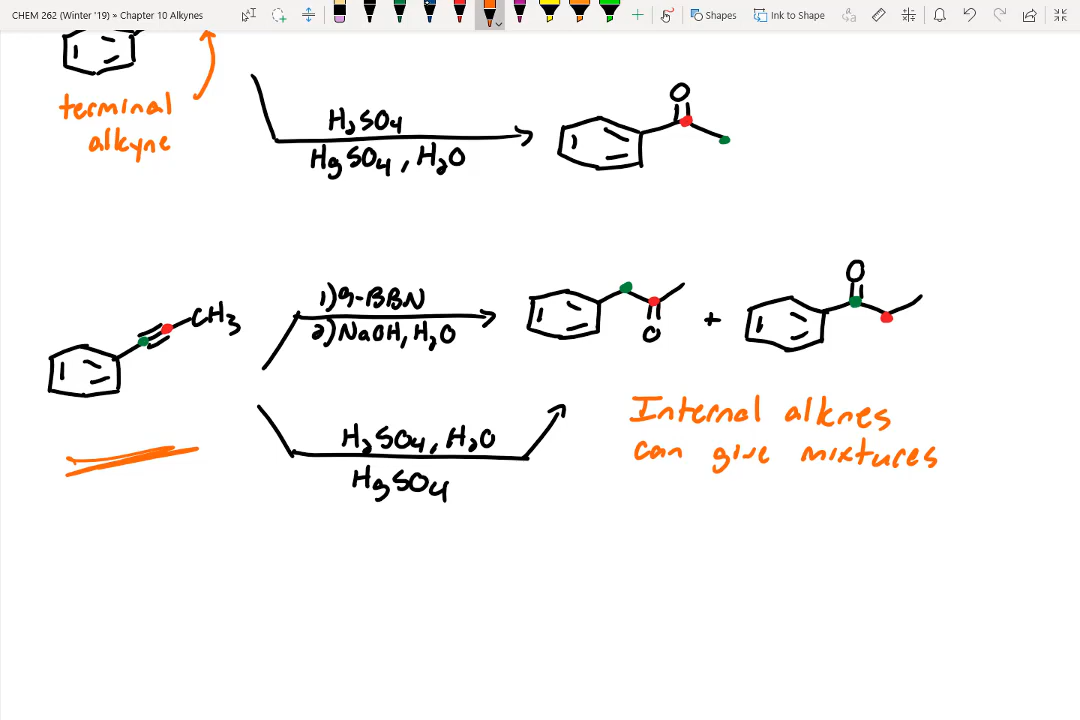 CHEM 262 (Winter '19) » Chapter 10 Alkynes
Shapes
Ink to Shape
terminal
alkyne
H2SO4
HgSO4, H2O
O
CH3
1) 9-BBN
2) NaOH, H2O
O
+
O
H2SO4, H2O
HgSO4
Internal alknes
can give mixtures